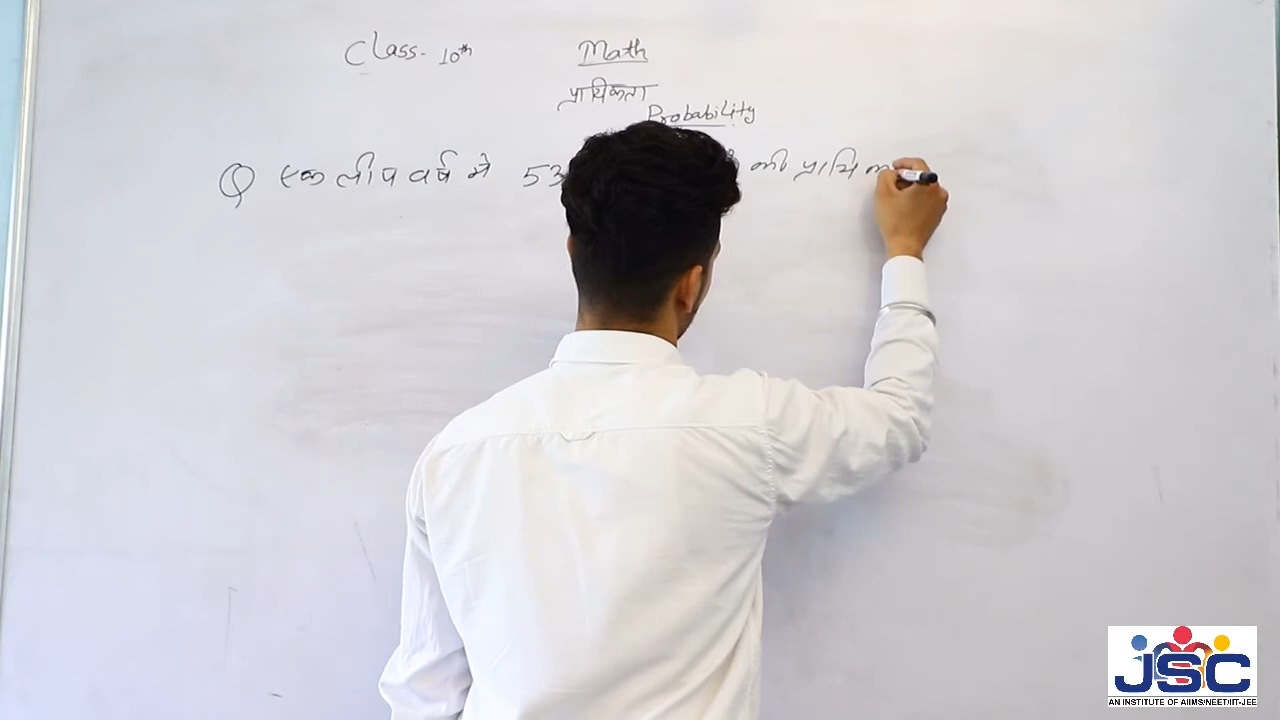 Class- 10th Math
प्रायिकता
Probability
Q एक लीप वर्ष मे 53 की प्रायिक
JSC
AN INSTITUTE OF AIIMS/NEET/IIT-JEE